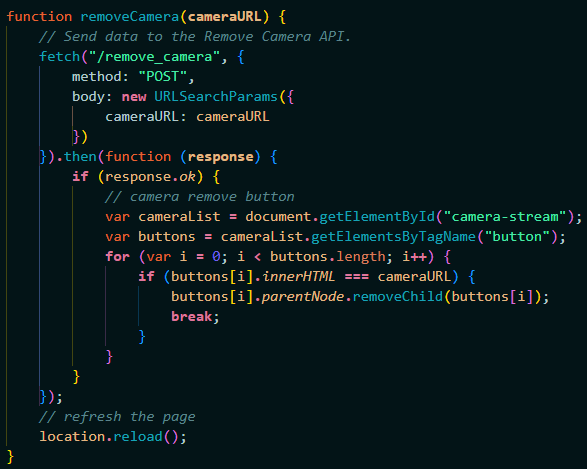 function removeCamera(cameraURL) {
    // Send data to the Remove Camera API.
    fetch("/remove_camera", {
        method: "POST",
        body: new URLSearchParams({
            cameraURL: cameraURL
        })
    }).then(function (response) {
        if (response.ok) {
            // camera remove button
            var cameraList = document.getElementById("camera-stream");
            var buttons = cameraList.getElementsByTagName("button");
            for (var i = 0; i < buttons.length; i++) {
                if (buttons[i].innerHTML === cameraURL) {
                    buttons[i].parentNode.removeChild(buttons[i]);
                    break;
                }
            }
        }
    });
    // refresh the page
    location.reload();
}